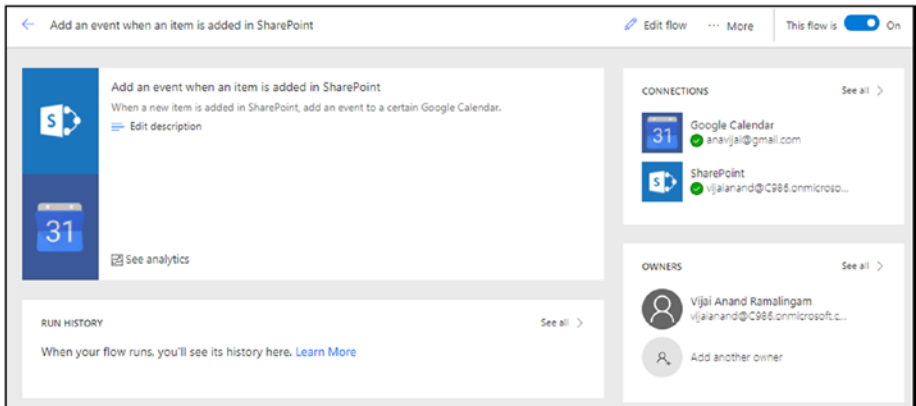 Add an event when an item is added in SharePoint
Edit flow
··· More
This flow is
On
Add an event when an item is added in SharePoint
When a new item is added in SharePoint, add an event to a certain Google Calendar.
Edit description
S
31
See analytics
RUN HISTORY
See all
When your flow runs, you'll see its history here. Learn More
CONNECTIONS
See all
31
Google Calendar
anavijai@gmail.com
S
SharePoint
vijaianand@C986.onmicroso...
OWNERS
See all
Vijai Anand Ramalingam
vijaianand@C986.onmicrosoft.c...
Add another owner